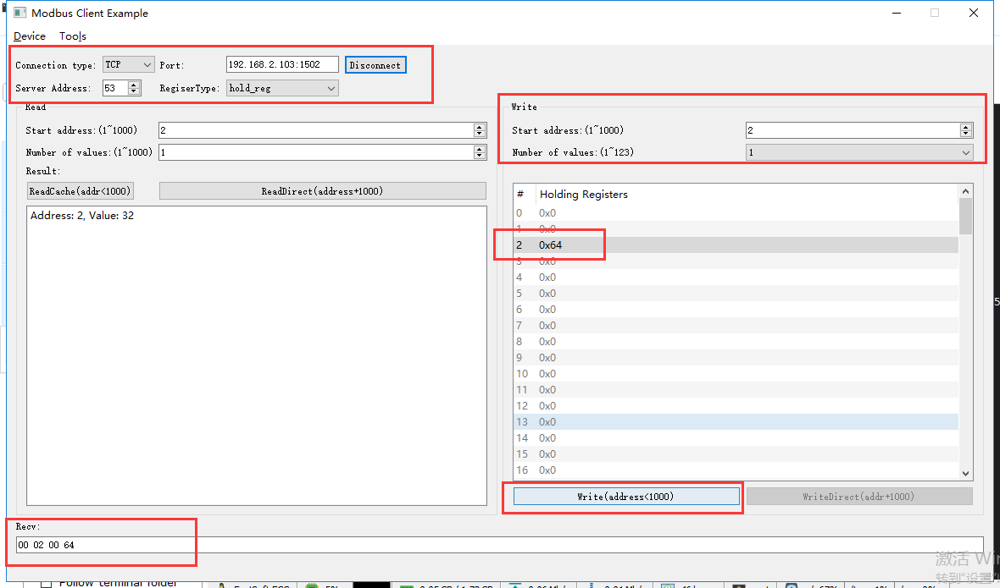 Modbus Client Example
Device Tools
Connection type: TCP Port: 192.168.2.103:1502 Disconnect
Server Address: 53 RegiserType: hold_reg
Read
Start address:(1~1000) 2
Number of values:(1~1000) 1
Result:
ReadCache(addr<1000) ReadDirect(address+1000)
Address: 2, Value: 32
Write
Start address:(1~1000) 2
Number of values:(1~123) 1
# Holding Registers
0 0x0
1 0x0
2 0x64
3 0x0
4 0x0
5 0x0
6 0x0
7 0x0
8 0x0
9 0x0
10 0x0
11 0x0
12 0x0
13 0x0
14 0x0
15 0x0
16 0x0
Write(address<1000) WriteDirect(addr+1000)
Recv:
00 02 00 64
激活 Win
转到"设置"
Follow terminal folder